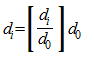 d_i = [ d_i / d_0 ] d_0